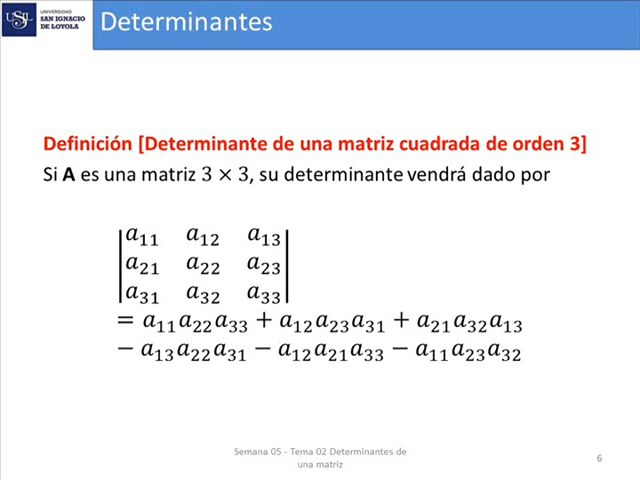 UNIVERSIDAD
SAN IGNACIO
DE LOYOLA
USIL
Determinantes
Definición [Determinante de una matriz cuadrada de orden 3]
Si A es una matriz 3 × 3, su determinante vendrá dado por
|a₁₁ a₁₂ a₁₃|
|a₂₁ a₂₂ a₂₃|
|a₃₁ a₃₂ a₃₃|
= a₁₁a₂₂a₃₃ + a₁₂a₂₃a₃₁ + a₂₁a₃₂a₁₃
− a₁₃a₂₂a₃₁ − a₁₂a₂₁a₃₃ − a₁₁a₂₃a₃₂
Semana 05 - Tema 02 Determinantes de
una matriz
6